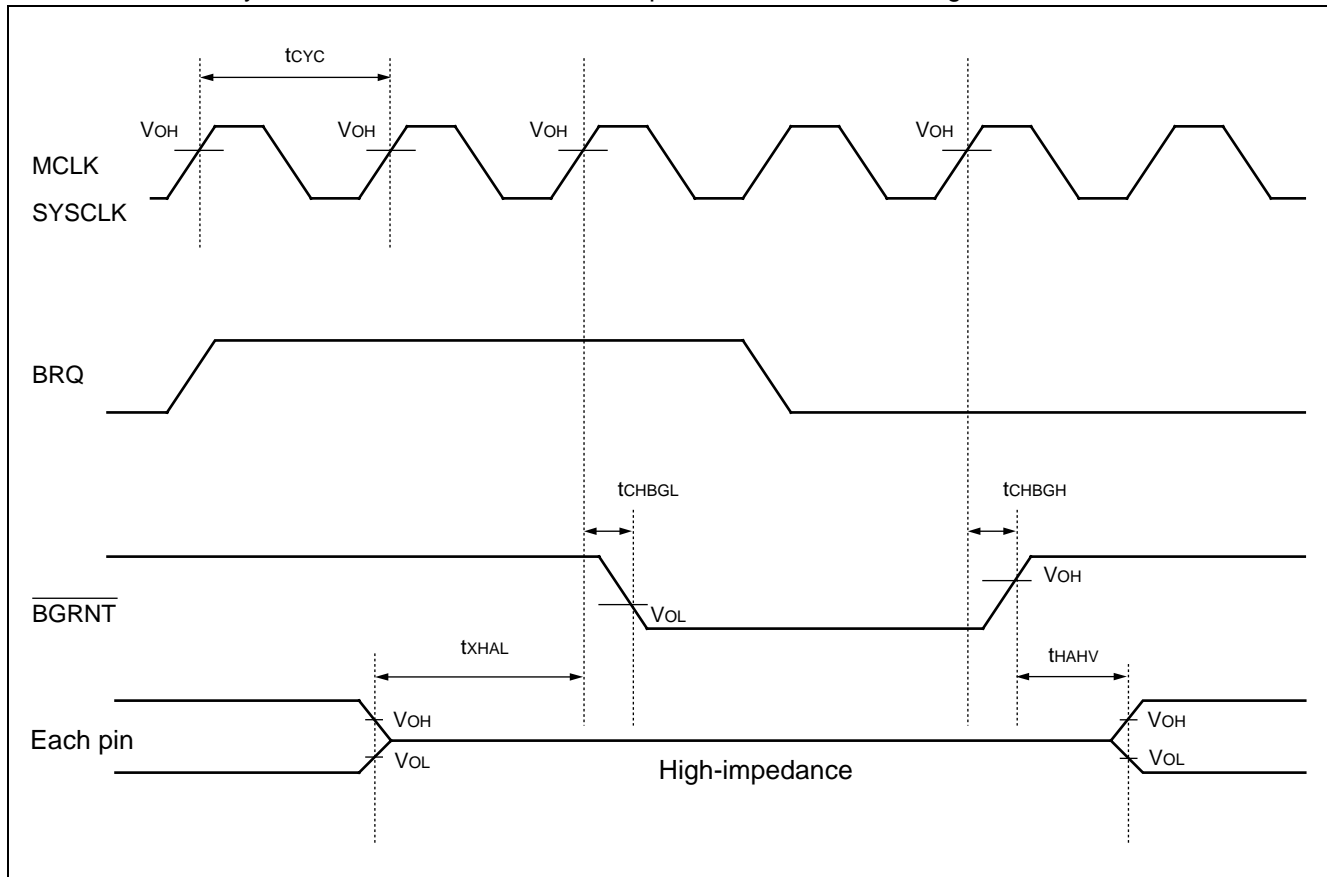 tCYC
VOH VOH VOH VOH
MCLK
SYSCLK
BRQ
tCHBGL tCHBGH
VOH
BGRNT
VOL
tXHAL tHAHV
VOH VOH
Each pin
VOL VOL
High-impedance